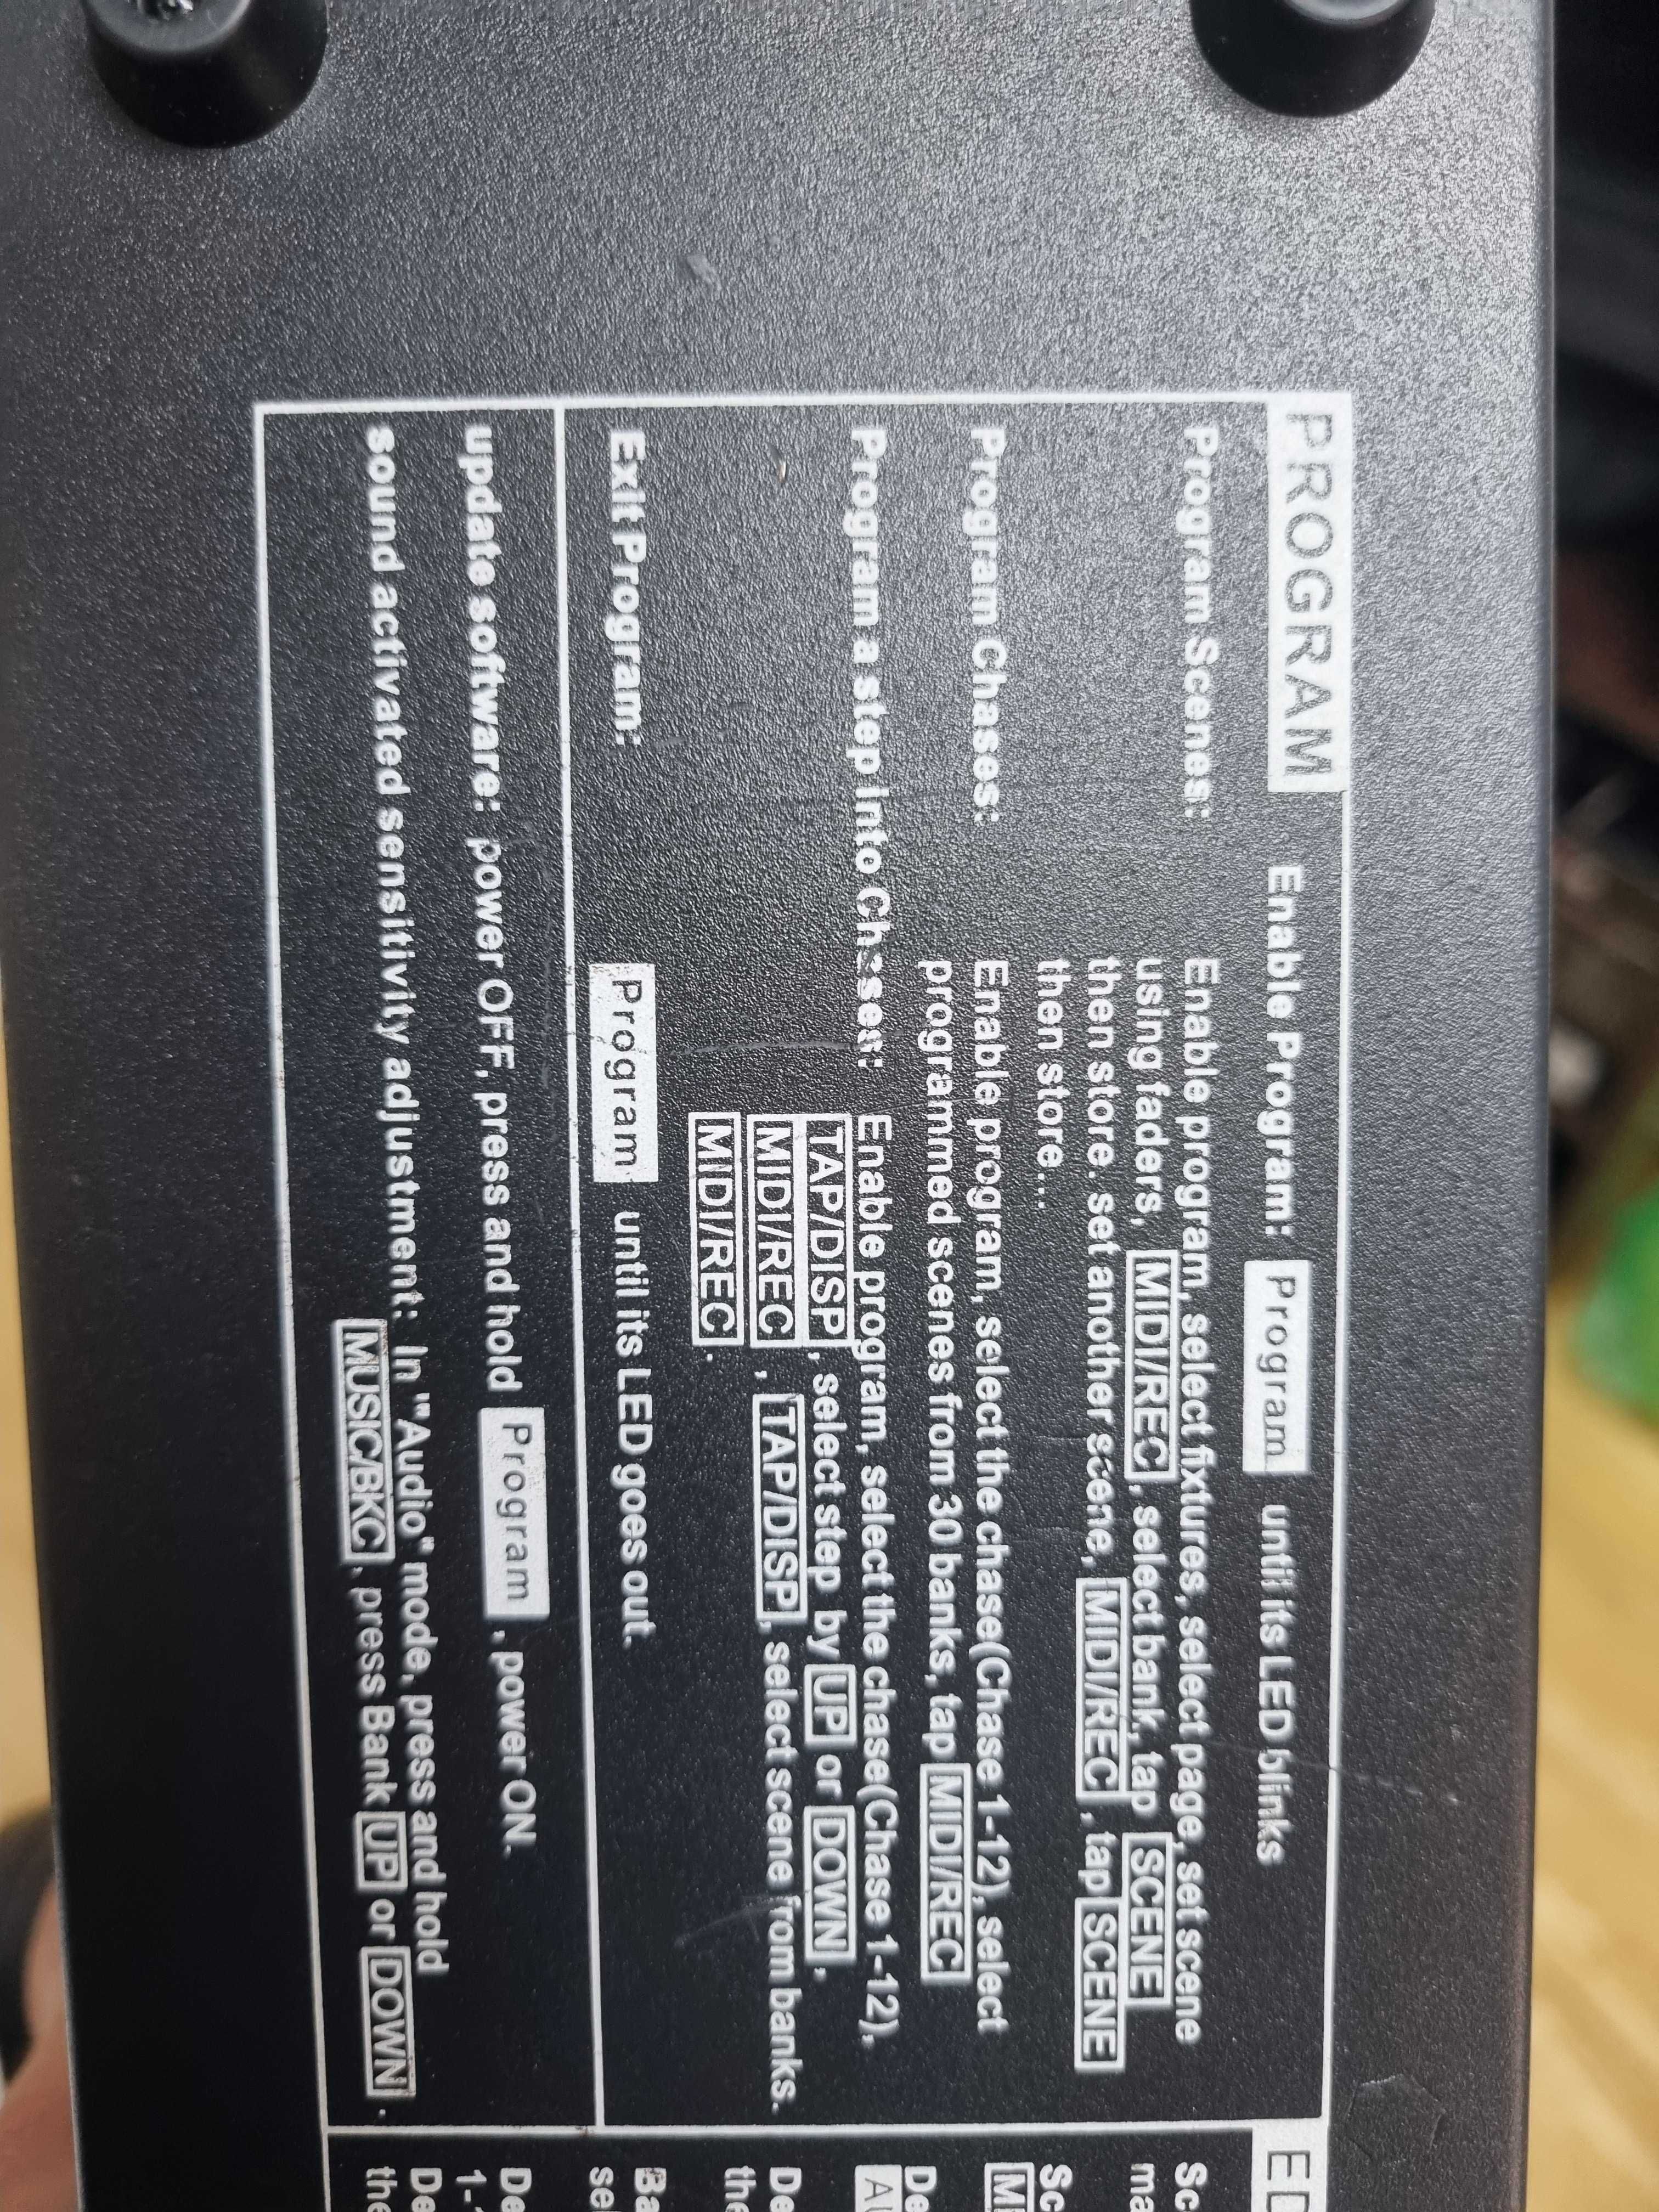 PROGRAM
Enable Program: Program until its LED blinks
Program Scenes: Enable program, select fixtures, select page, set scene
using faders, MIDI/REC, select bank, tap SCENE
then store. set another scene, MIDI/REC, tap SCENE
then store...
Program Chases: Enable program, select the chase(Chase 1-12), select
programmed scenes from 30 banks, tap MIDI/REC
Program a step into Chases: Enable program, select the chase(Chase 1-12),
TAP/DISP, select step by UP or DOWN,
MIDI/REC, TAP/DISP, select scene from banks.
MIDI/REC.
Exit Program: Program until its LED goes out.
update software: power OFF, press and hold Program, power ON.
sound activated sensitivity adjustment: In '"Audio" mode, press and hold
MUSIC/BKC, press Bank UP or DOWN.